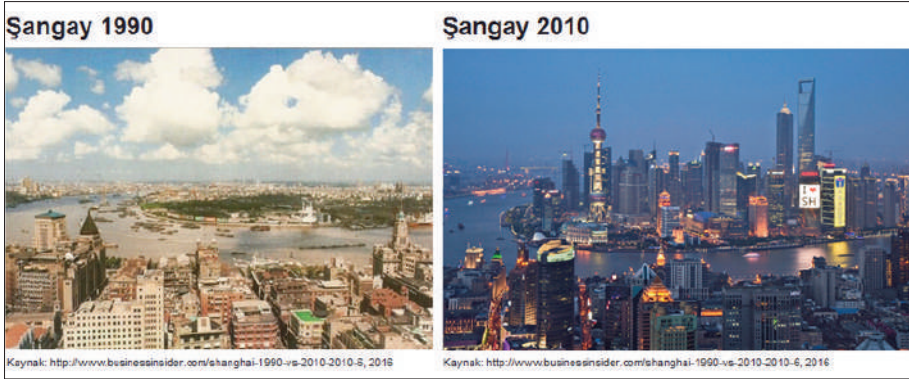 Şangay 1990
Şangay 2010
I ♥
SH
Kaynak: http://www.businessinsider.com/shanghai-1990-vs-2010-2010-6, 2016
Kaynak: http://www.businessinsider.com/shanghai-1990-vs-2010-2010-6, 2016